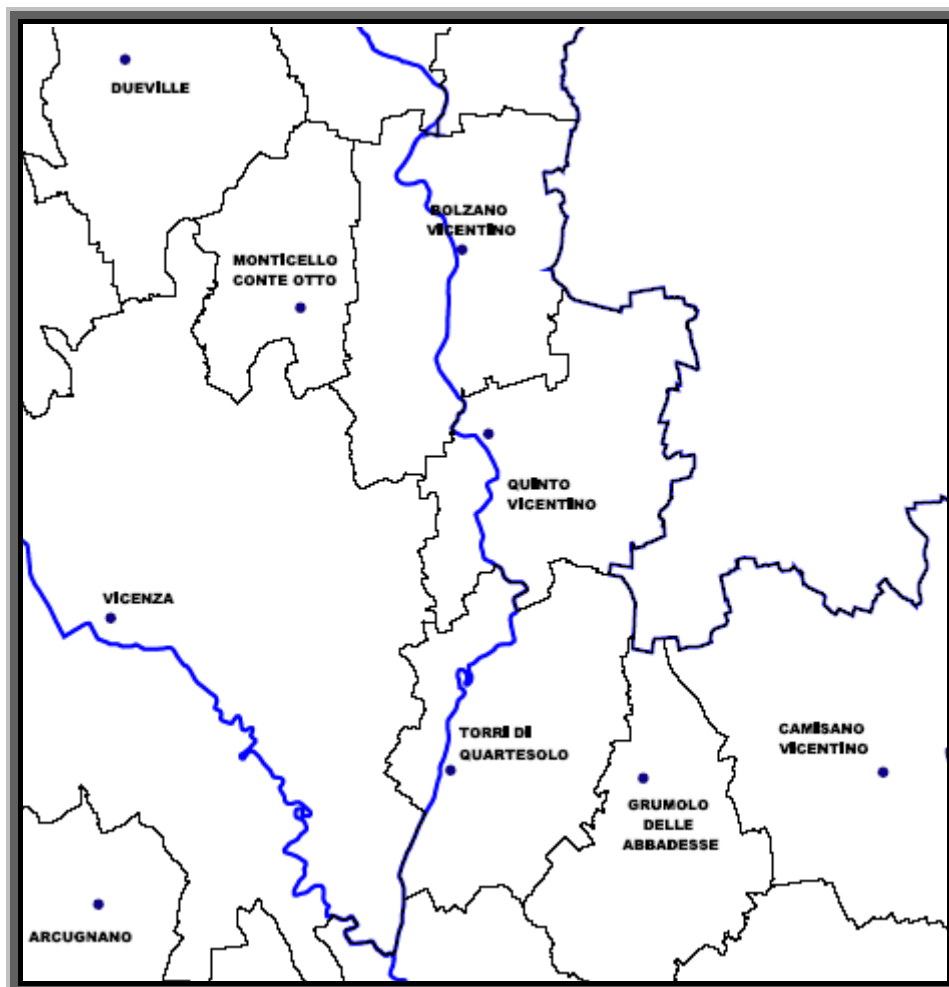 DUEVILLE
BOLZANO
VICENTINO
MONTICELLO
CONTE OTTO
QUINTO
VICENTINO
VICENZA
TORRI DI
QUARTESOLO
CAMISANO
VICENTINO
GRUMOLO
DELLE
ABBADESSE
ARCUGNANO